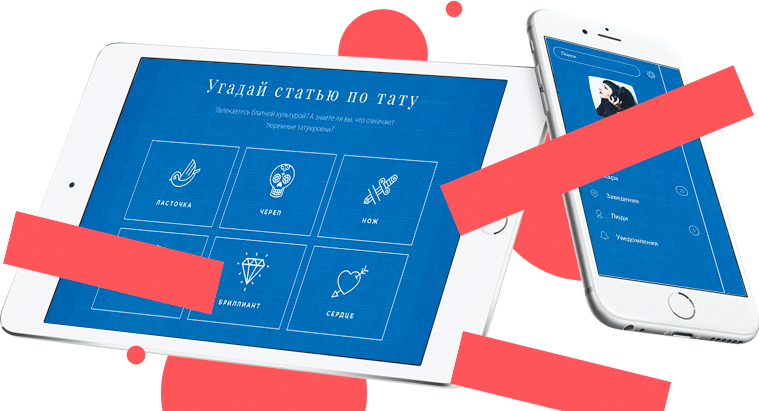 Угадай статью по тату
Увлекаетесь блатной культурой? А знаете ли вы, что означают
тюремные татуировки?
ЛАСТОЧКА
ЧЕРЕП
НОЖ
БРИЛЛИАНТ
СЕРДЦЕ
Поиск
Заведения
Люди
Уведомления